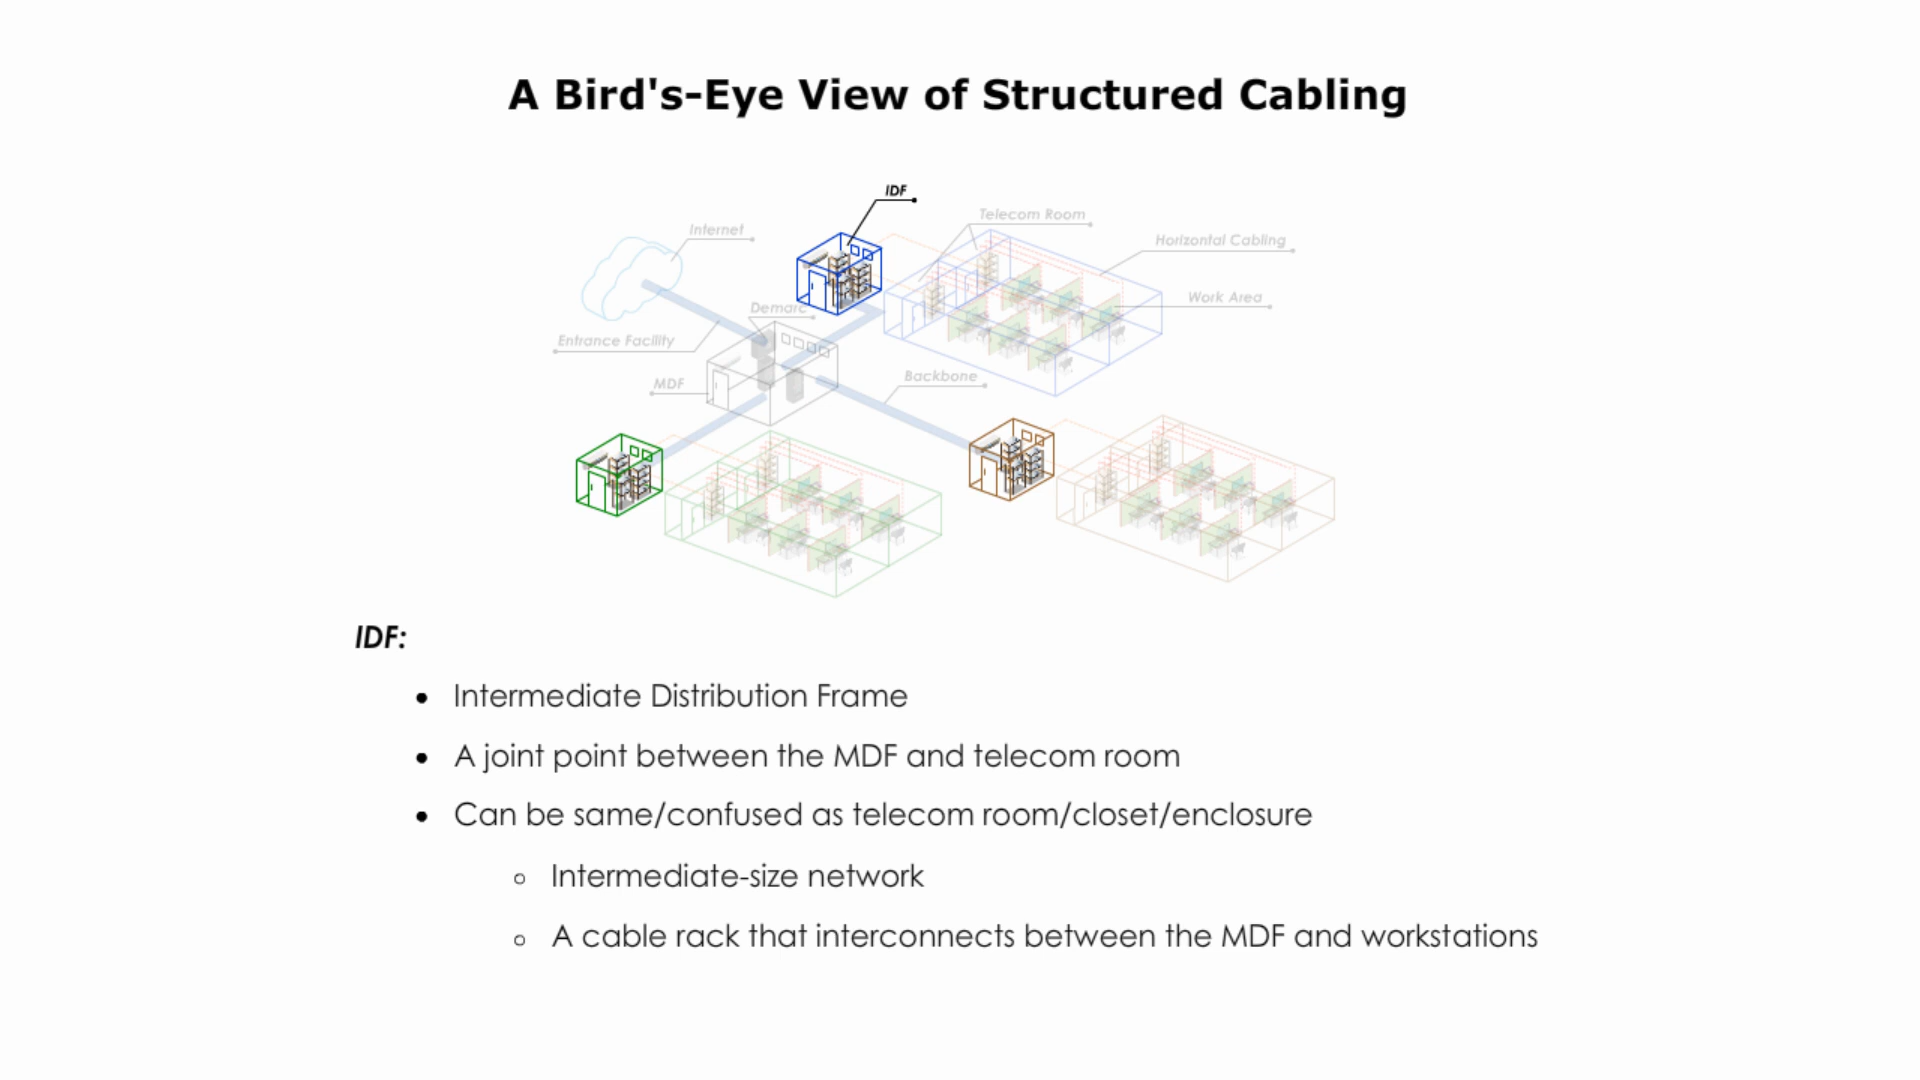 A Bird's-Eye View of Structured Cabling
IDF
Internet
Telecom Room
Horizontal Cabling
Work Area
Demarc
Entrance Facility
MDF
Backbone
IDF:
• Intermediate Distribution Frame
• A joint point between the MDF and telecom room
• Can be same/confused as telecom room/closet/enclosure
○ Intermediate-size network
○ A cable rack that interconnects between the MDF and workstations